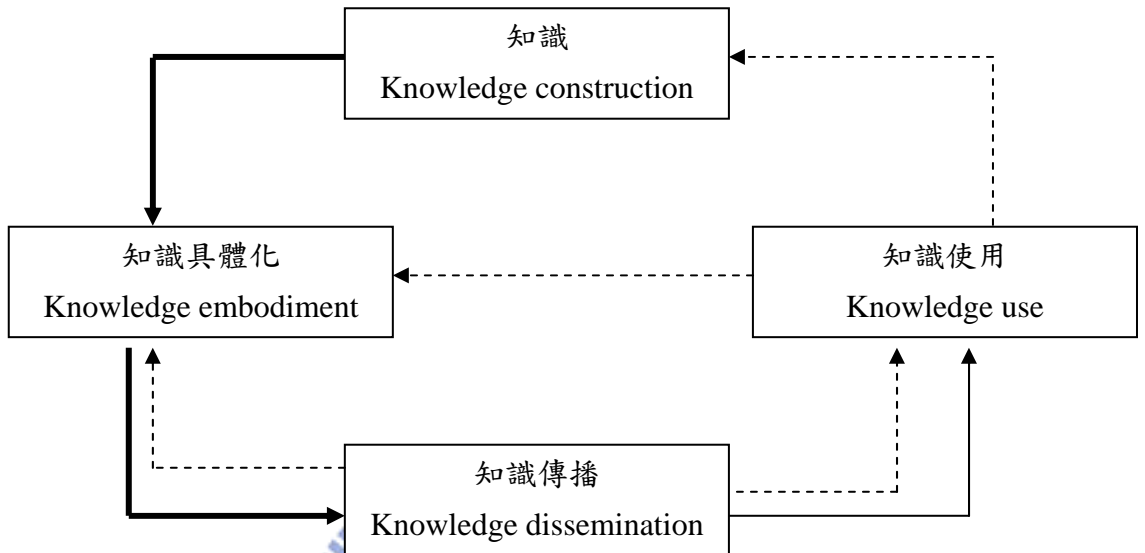 知識
Knowledge construction
知識具體化
Knowledge embodiment
知識使用
Knowledge use
知識傳播
Knowledge dissemination